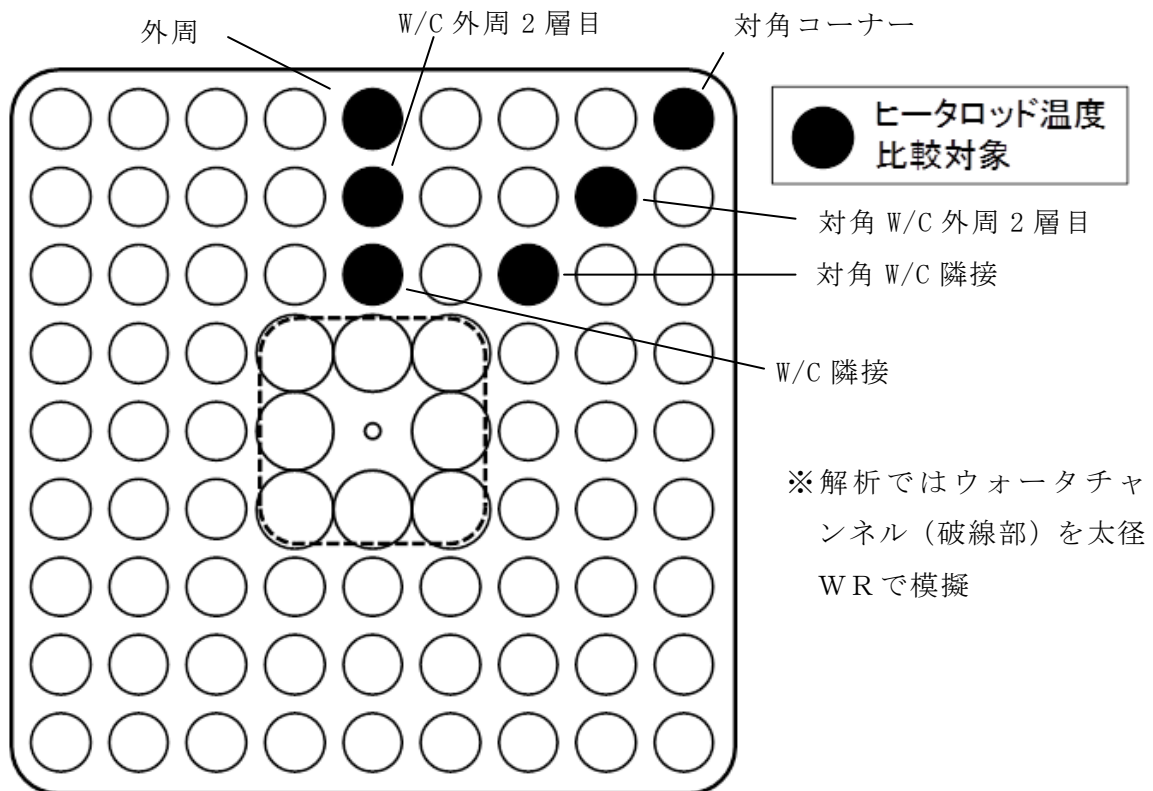 外周
W/C 外周 2 層目
対角コーナー
ヒータロッド温度
比較対象
対角 W/C 外周 2 層目
対角 W/C 隣接
W/C 隣接
※解析ではウォータチャ
ンネル（破線部）を太径
ＷＲで模擬